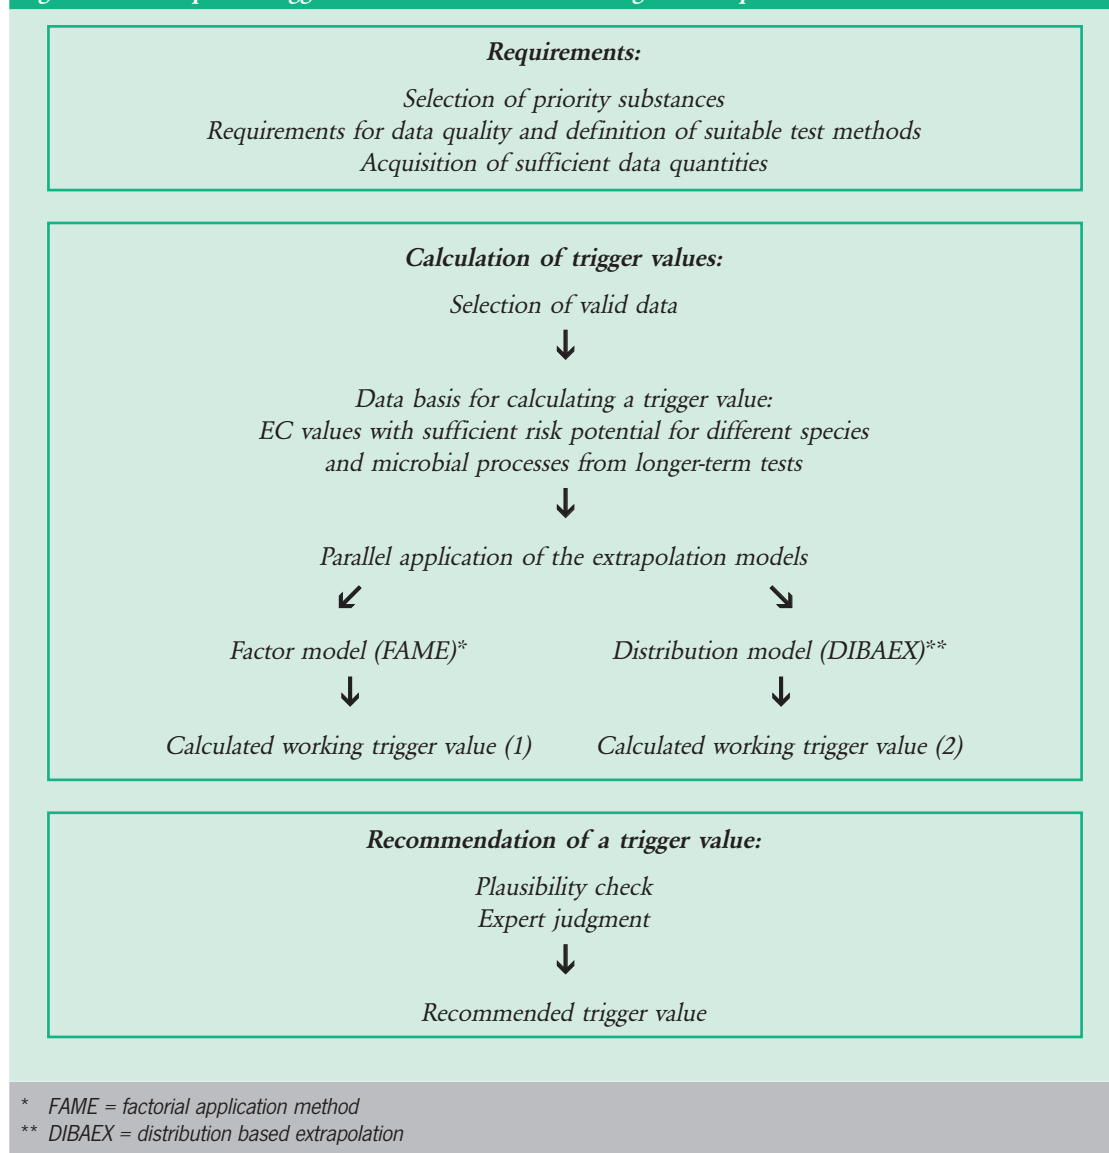 Requirements:
Selection of priority substances
Requirements for data quality and definition of suitable test methods
Acquisition of sufficient data quantities
Calculation of trigger values:
Selection of valid data
Data basis for calculating a trigger value:
EC values with sufficient risk potential for different species
and microbial processes from longer-term tests
Parallel application of the extrapolation models
Factor model (FAME)* Distribution model (DIBAEX)**
Calculated working trigger value (1) Calculated working trigger value (2)
Recommendation of a trigger value:
Plausibility check
Expert judgment
Recommended trigger value
* FAME = factorial application method
** DIBAEX = distribution based extrapolation